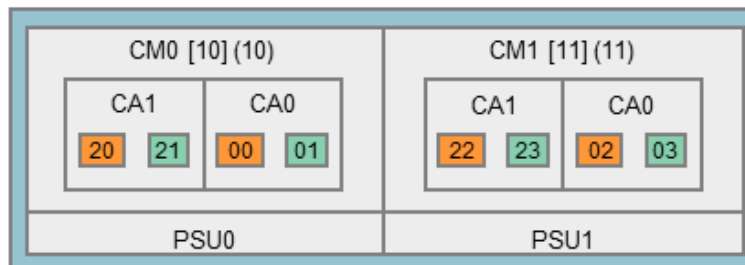 CM0 [10] (10) CM1 [11] (11)
CA1 CA0 CA1 CA0
20 21 00 01 22 23 02 03
PSU0 PSU1